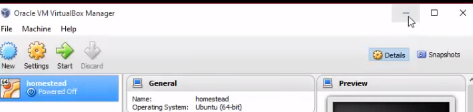 Oracle VM VirtualBox Manager
File Machine Help
New Settings Start Discard
Details Snapshots
homestead
Powered Off
General
Name: homestead
Operating System: Ubuntu (64-bit)
Preview